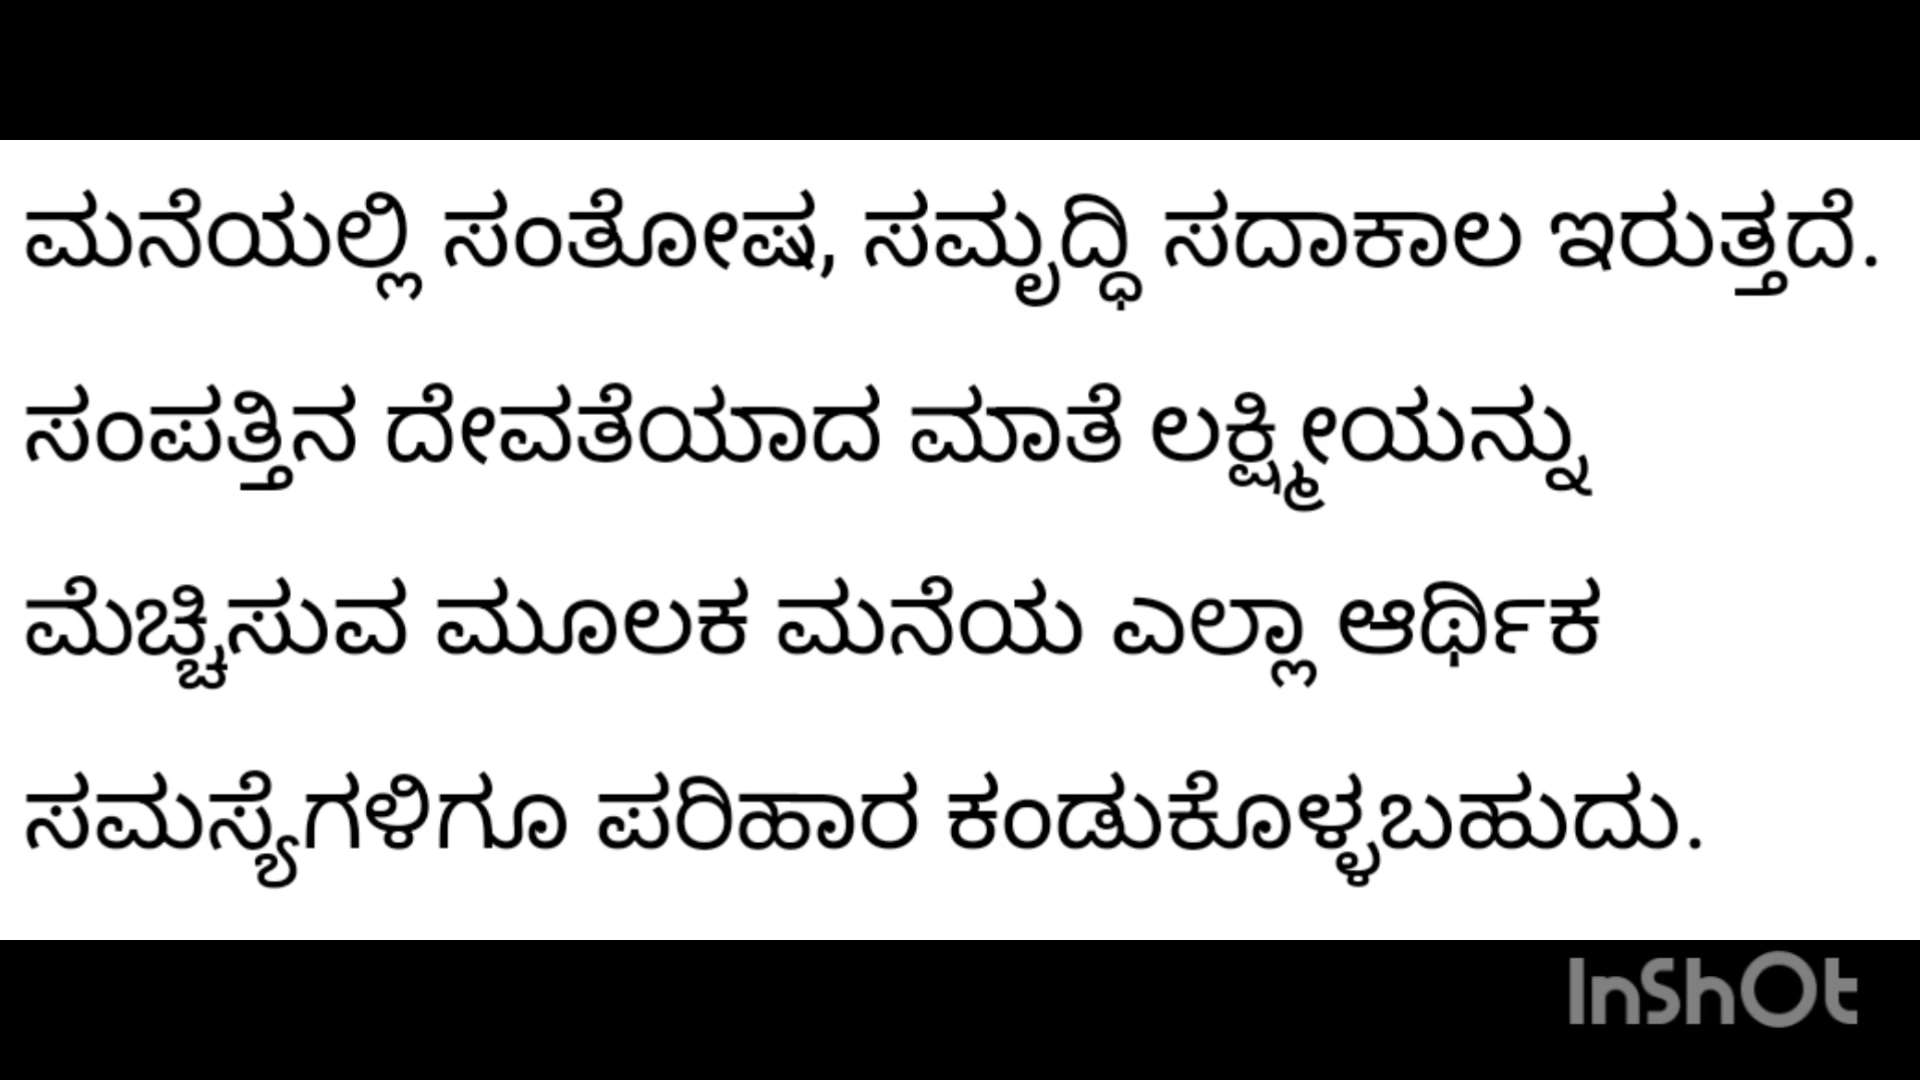 ಮನೆಯಲ್ಲಿ ಸಂತೋಷ, ಸಮೃದ್ಧಿ ಸದಾಕಾಲ ಇರುತ್ತದೆ.
ಸಂಪತ್ತಿನ ದೇವತೆಯಾದ ಮಾತೆ ಲಕ್ಷ್ಮೀಯನ್ನು
ಮೆಚ್ಚಿಸುವ ಮೂಲಕ ಮನೆಯ ಎಲ್ಲಾ ಆರ್ಥಿಕ
ಸಮಸ್ಯೆಗಳಿಗೂ ಪರಿಹಾರ ಕಂಡುಕೊಳ್ಳಬಹುದು.
InShOt